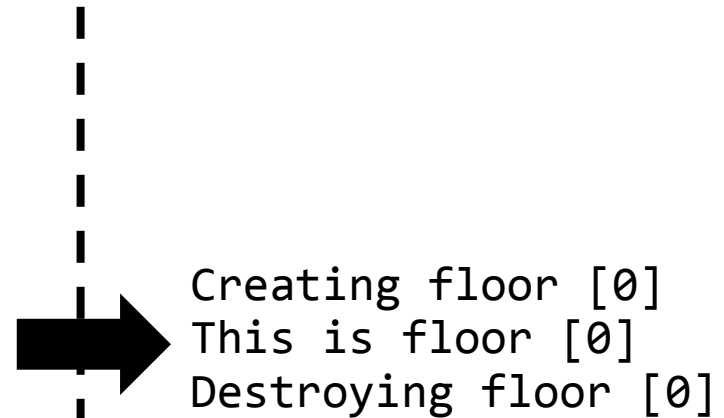 Creating floor [0]
This is floor [0]
Destroying floor [0]